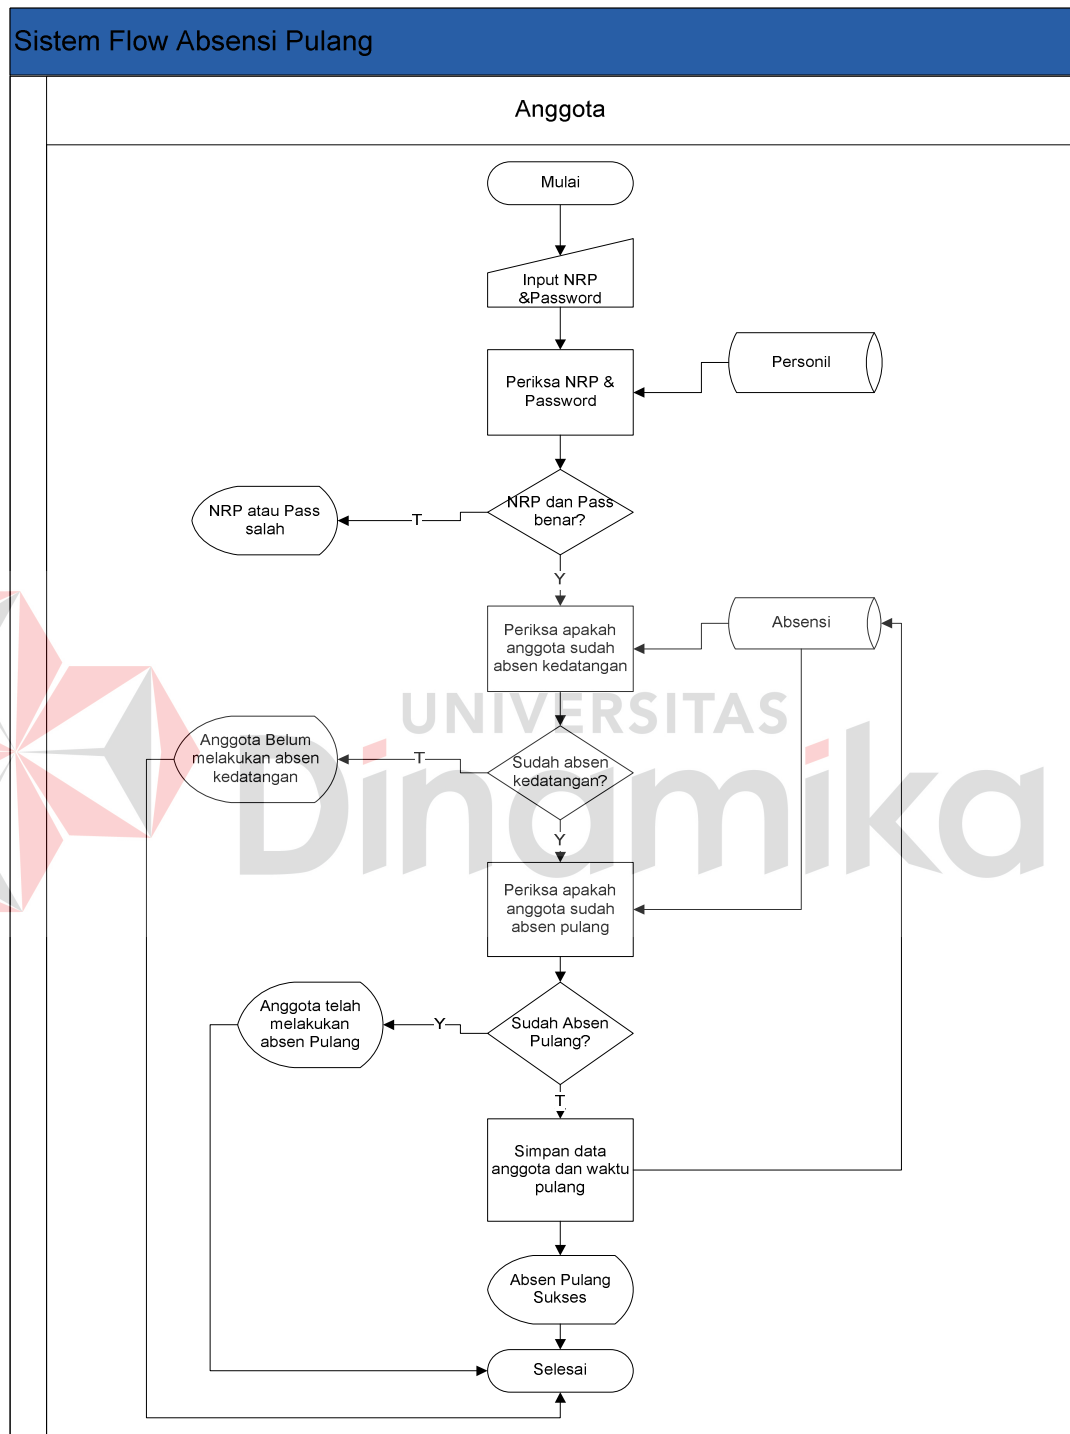 Sistem Flow Absensi Pulang
Anggota
Mulai
Input NRP
&Password
Periksa NRP &
Password
Personil
NRP dan Pass
benar?
T
NRP atau Pass
salah
Y
Periksa apakah
anggota sudah
absen kedatangan
Absensi
UNIVERSITAS
Dinamika
Sudah absen
kedatangan?
T
Anggota Belum
melakukan absen
kedatangan
Y
Periksa apakah
anggota sudah
absen pulang
Sudah Absen
Pulang?
Y
Anggota telah
melakukan
absen Pulang
T
Simpan data
anggota dan waktu
pulang
Absen Pulang
Sukses
Selesai